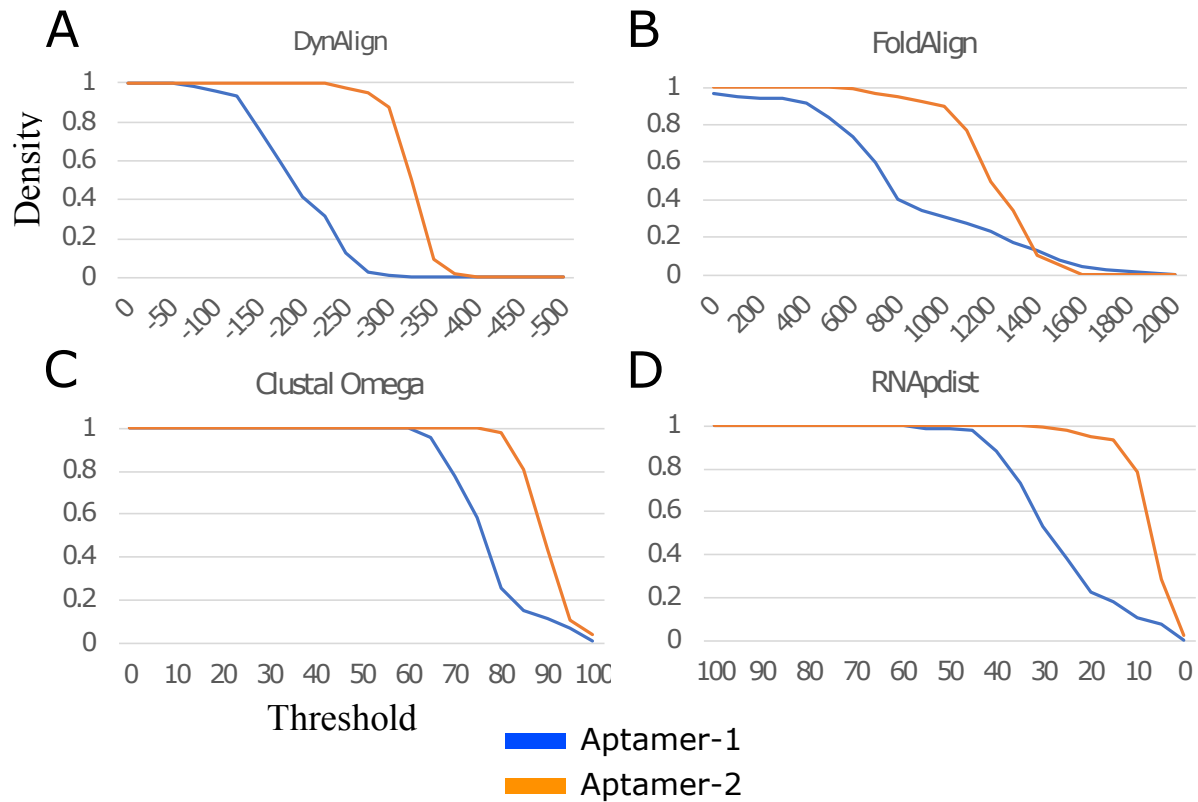 A
DynAlign
B
FoldAlign
Density
1
0.8
0.6
0.4
0.2
0
0 -50 -100 -150 -200 -250 -300 -350 -400 -450 -500
1
0.8
0.6
0.4
0.2
0
0 200 400 600 800 1000 1200 1400 1600 1800 2000
C
Clustal Omega
D
RNApdist
1
0.8
0.6
0.4
0.2
0
0 10 20 30 40 50 60 70 80 90 100
1
0.8
0.6
0.4
0.2
0
100 90 80 70 60 50 40 30 20 10 0
Threshold
Aptamer-1
Aptamer-2